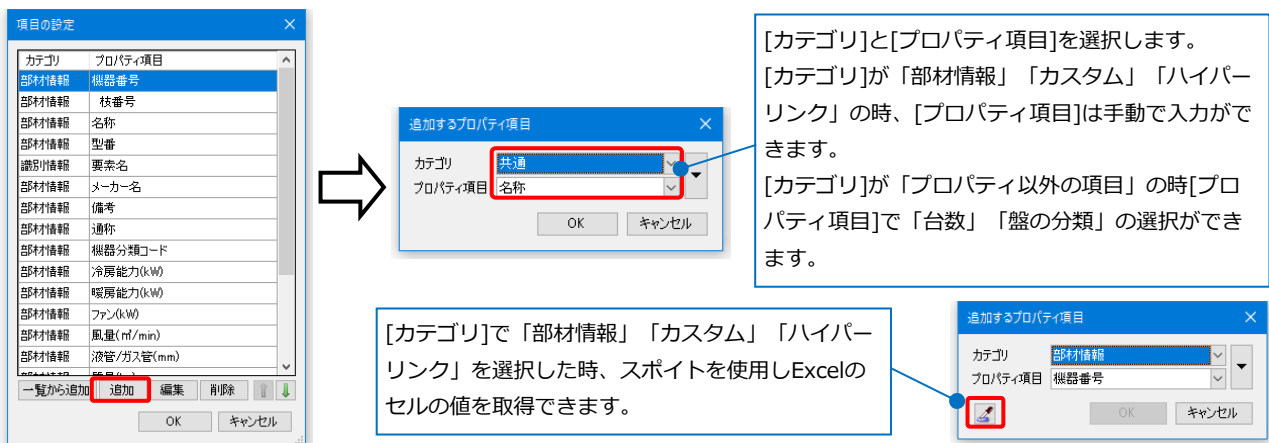 項目の設定
カテゴリ プロパティ項目
部材情報 機器番号
部材情報 枝番号
部材情報 名称
部材情報 型番
識別情報 要素名
部材情報 メーカー名
部材情報 備考
部材情報 通称
部材情報 機器分類コード
部材情報 冷房能力(kW)
部材情報 暖房能力(kW)
部材情報 ファン(kW)
部材情報 風量(㎥/min)
部材情報 液管/ガス管(mm)
一覧から追加 追加 編集 削除
OK キャンセル
追加するプロパティ項目
カテゴリ 共通
プロパティ項目 名称
OK キャンセル
[カテゴリ]と[プロパティ項目]を選択します。
[カテゴリ]が「部材情報」「カスタム」「ハイパー
リンク」の時、[プロパティ項目]は手動で入力がで
きます。
[カテゴリ]が「プロパティ以外の項目」の時[プロ
パティ項目]で「台数」「盤の分類」の選択ができ
ます。
[カテゴリ]で「部材情報」「カスタム」「ハイパー
リンク」を選択した時、スポイトを使用しExcelの
セルの値を取得できます。
追加するプロパティ項目
カテゴリ 部材情報
プロパティ項目 機器番号
OK キャンセル